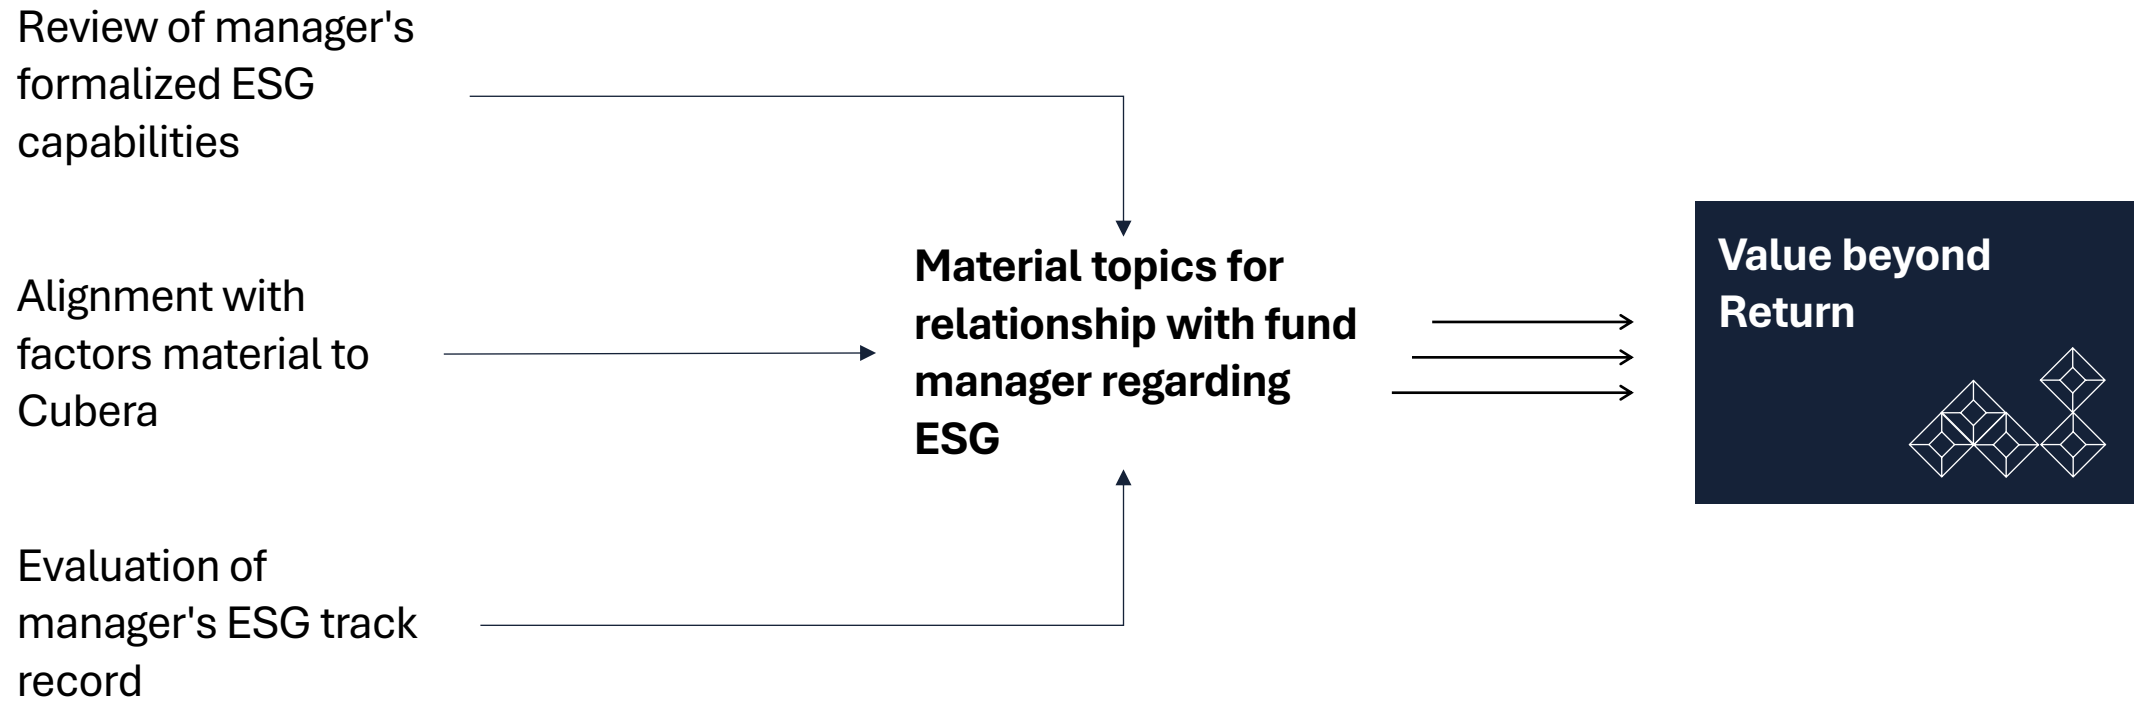 Review of manager's
formalized ESG
capabilities
Alignment with
factors material to
Cubera
Evaluation of
manager's ESG track
record
Material topics for
relationship with fund
manager regarding
ESG
Value beyond
Return